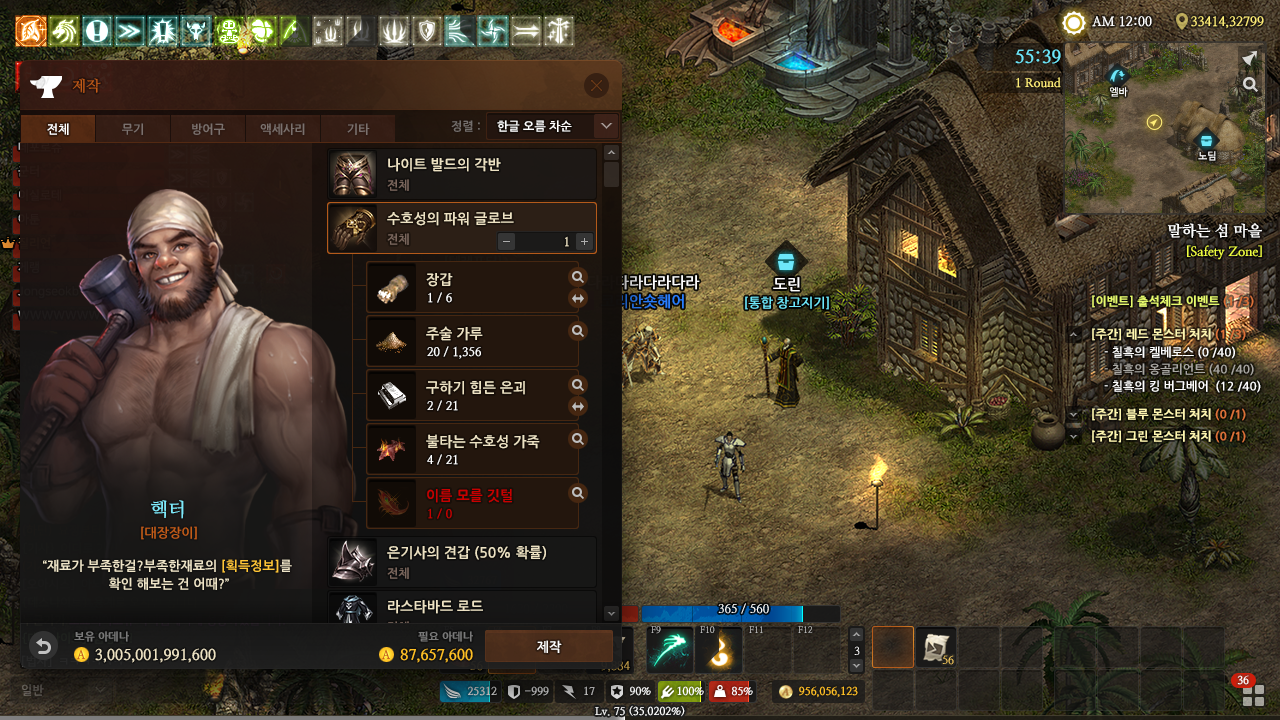 AM 12:00
33414,32799
55:39
1 Round
엘바
노딤
말하는 섬 마을
[Safety Zone]
[이벤트] 출석체크 이벤트
[주간] 레드 몬스터 처치
- 칠흑의 켈베로스 (0 /40)
- 칠흑의 옹골리언트 (40 /40)
- 칠흑의 킹 버그베어 (12 /40)
[주간] 블루 몬스터 처치 (0/1)
[주간] 그린 몬스터 처치 (0/1)
제작
전체
무기
방어구
액세사리
기타
정렬 :
한글 오름 차순
나이트 발드의 각반
전체
수호성의 파워 글로브
전체
1
장갑
1 / 6
주술 가루
20 / 1,356
구하기 힘든 은괴
2 / 21
불타는 수호성 가죽
4 / 21
이름 모를 깃털
1 / 0
은기사의 견갑 (50% 확률)
전체
라스타바드 로드
헥터
[대장장이]
“재료가 부족한걸?부족한재료의 [획득정보]를
확인 해보는 건 어때?”
보유 아데나
3,005,001,991,600
필요 아데나
87,657,600
제작
다라다라다라
도린
[통합 창고지기]
365 / 560
F9
F10
F11
F12
3
56
일반
25312
-999
17
90%
100%
85%
956,056,123
36
Lv. 75 (35,0202%)